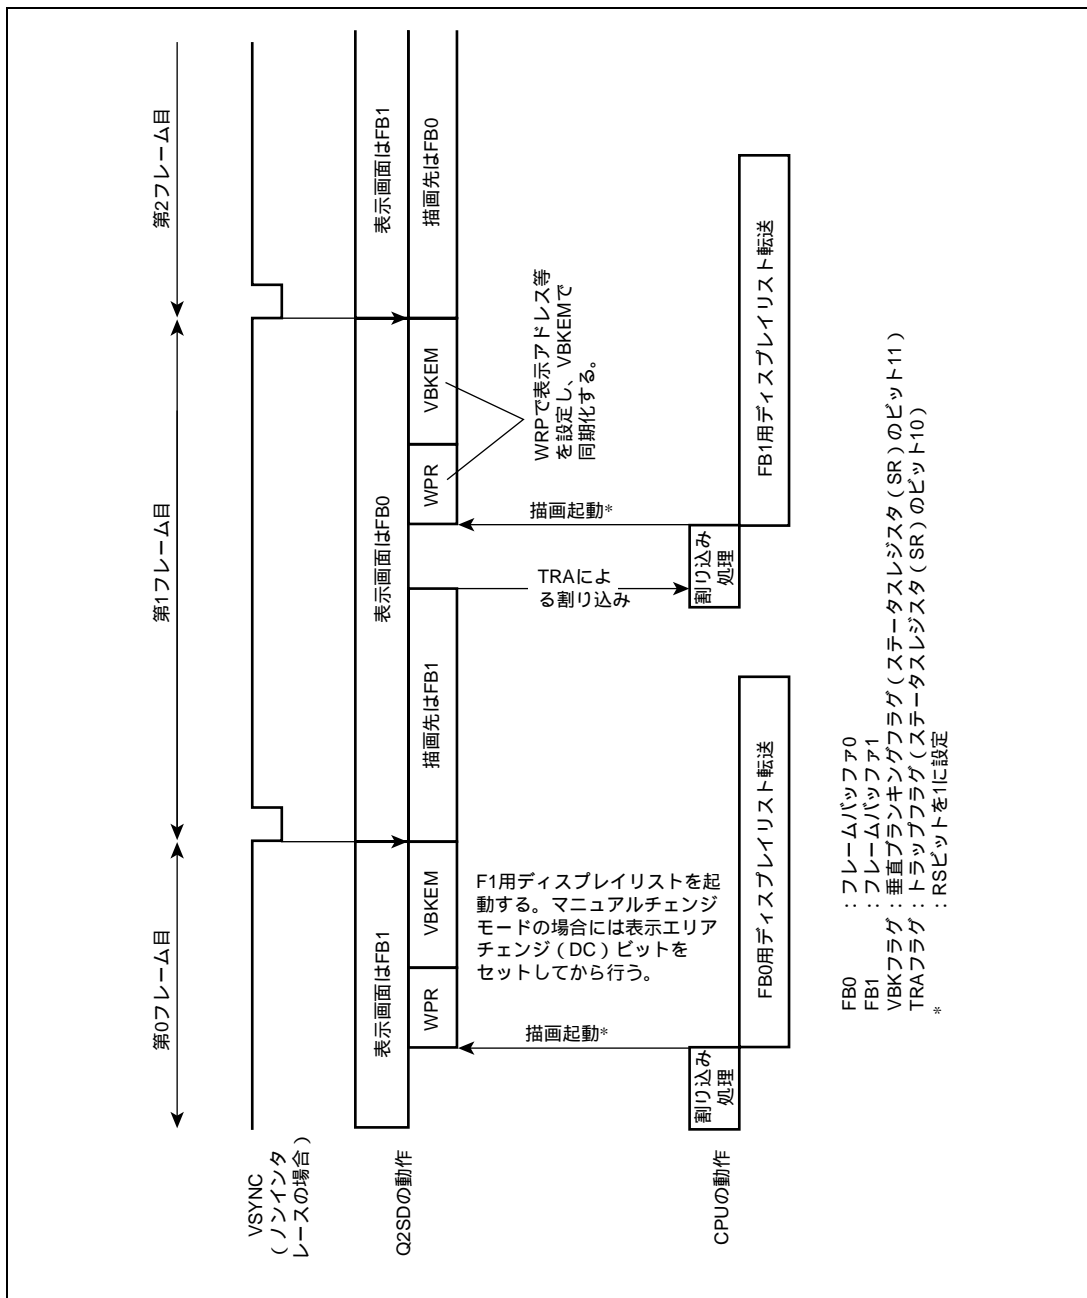 第0フレーム目
第1フレーム目
第2フレーム目
VSYNC
（ノンインタ
レースの場合）
Q2SDの動作
表示画面はFB1
表示画面はFB0
表示画面はFB1
WPR
VBKEM
描画先はFB1
WPR
VBKEM
描画先はFB0
F1用ディスプレイリストを起
動する。マニュアルチェンジ
モードの場合には表示エリア
チェンジ（DC）ビットを
セットしてから行う。
WRPで表示アドレス等
を設定し、VBKEMで
同期化する。
描画起動*
TRAによ
る割り込み
描画起動*
CPUの動作
割り込み
処理
割り込み
処理
FB0用ディスプレイリスト転送
FB1用ディスプレイリスト転送
FB0 ：フレームバッファ0
FB1 ：フレームバッファ1
VBKフラグ ：垂直ブランキングフラグ（ステータスレジスタ（SR）のビット11）
TRAフラグ ：トラップフラグ（ステータスレジスタ（SR）のビット10）
* ：RSビットを1に設定